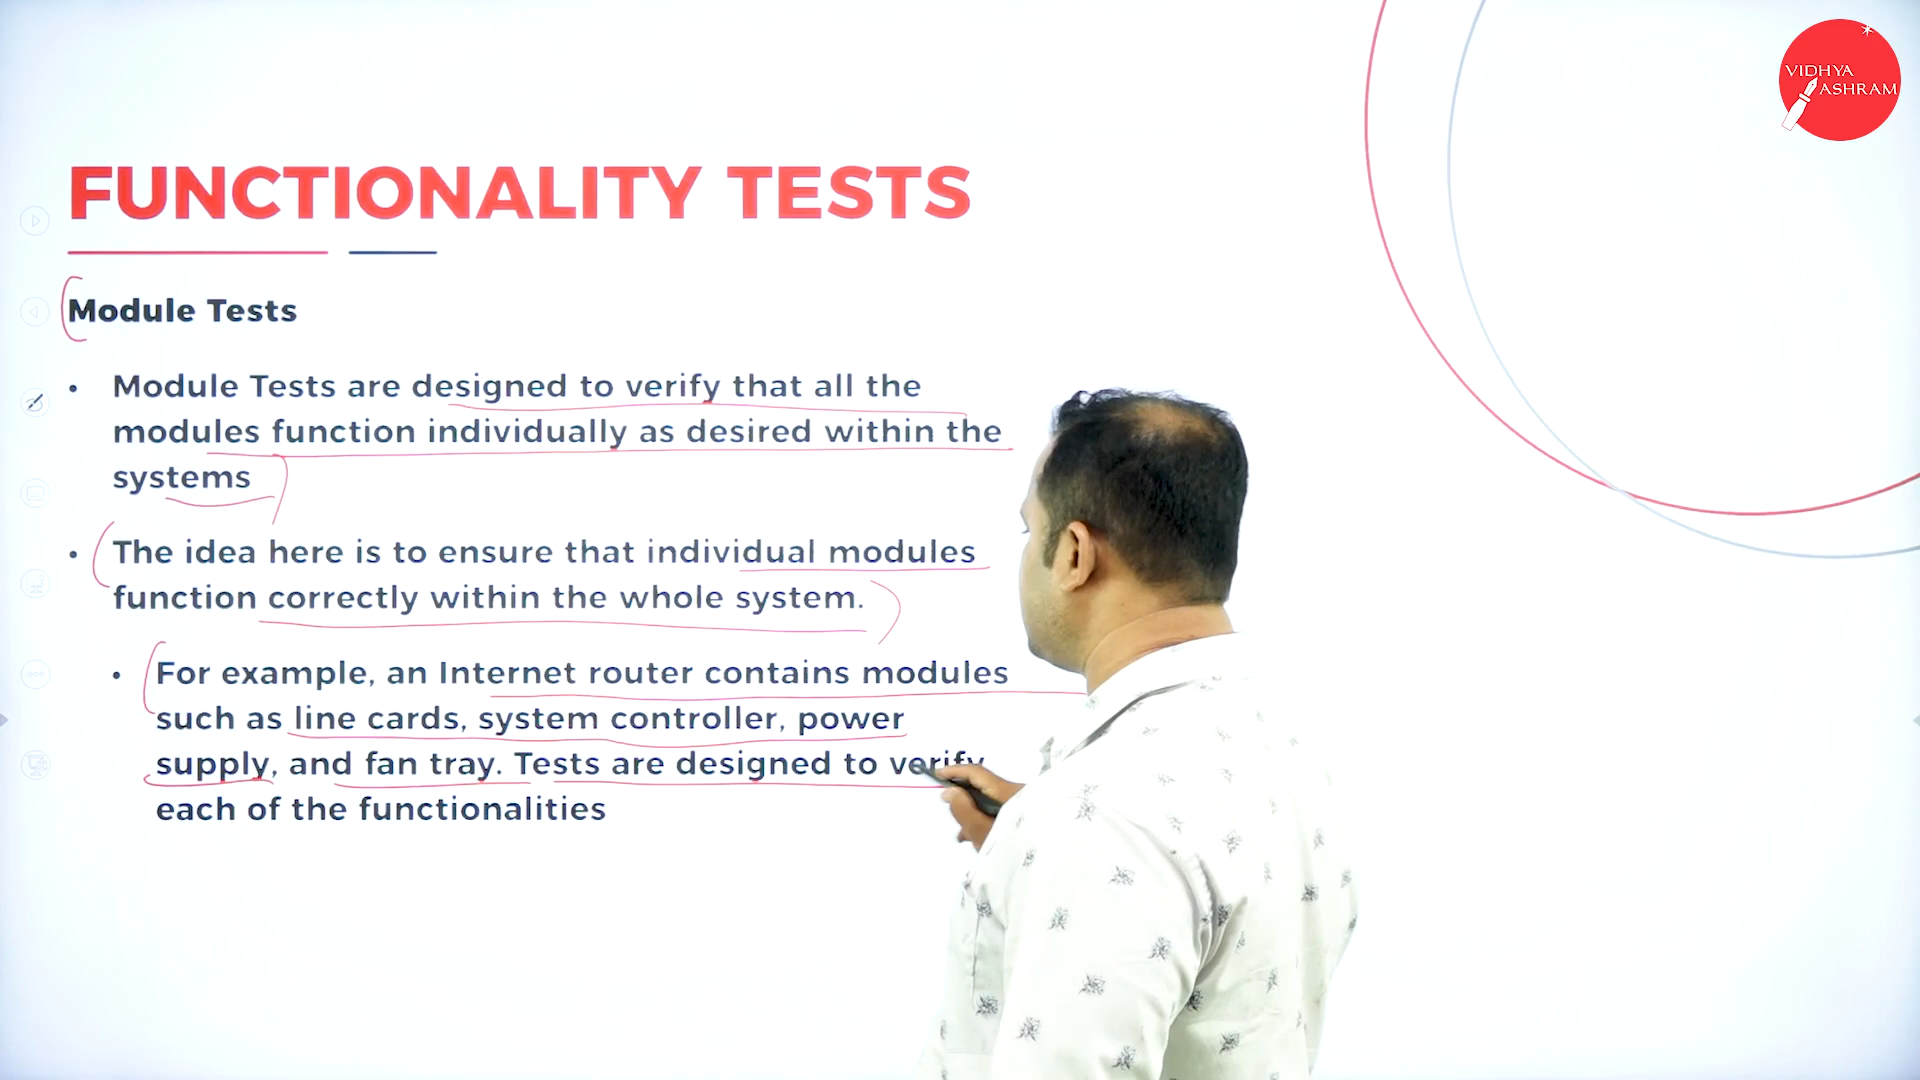 VIDHYA
ASHRAM
FUNCTIONALITY TESTS
Module Tests
• Module Tests are designed to verify that all the
modules function individually as desired within the
systems
• The idea here is to ensure that individual modules
function correctly within the whole system.
• For example, an Internet router contains modules
such as line cards, system controller, power
supply, and fan tray. Tests are designed to verify
each of the functionalities